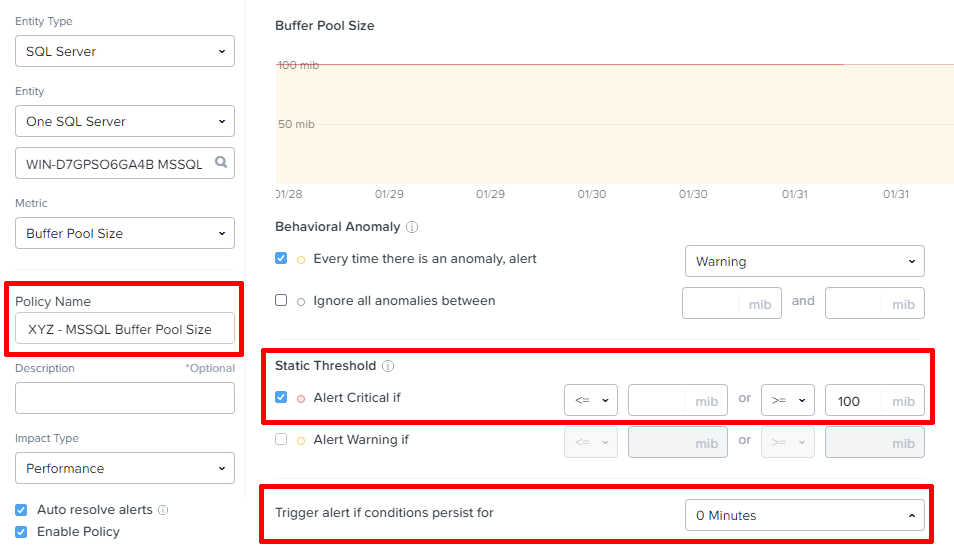 Entity Type
SQL Server
Entity
One SQL Server
WIN-D7GPSO6GA4B MSSQL
Metric
Buffer Pool Size
Policy Name
XYZ - MSSQL Buffer Pool Size
Description *Optional
Impact Type
Performance
Auto resolve alerts
Enable Policy
Buffer Pool Size
100 mib
50 mib
01/28 01/29 01/29 01/30 01/30 01/31 01/31
Behavioral Anomaly
Every time there is an anomaly, alert Warning
Ignore all anomalies between mib and mib
Static Threshold
Alert Critical if <= mib or >= 100 mib
Alert Warning if <= mib or >= mib
Trigger alert if conditions persist for 0 Minutes